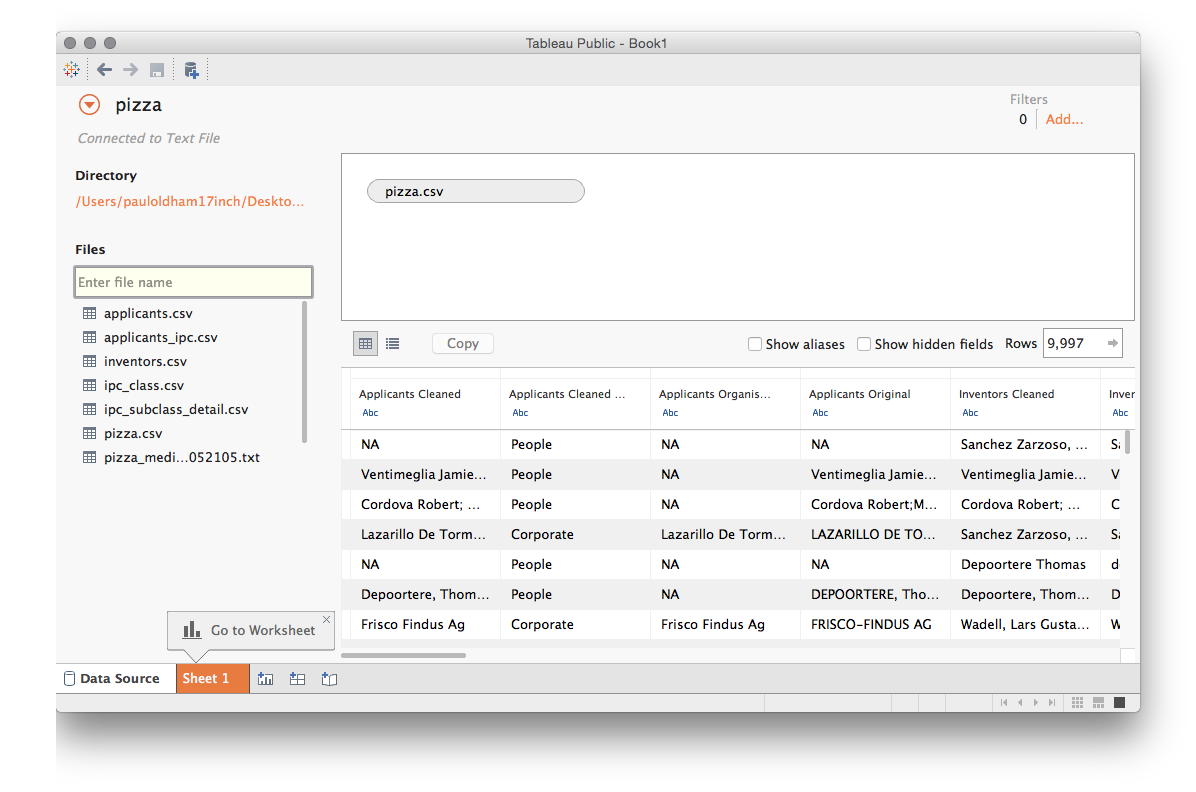 Tableau Public - Book1
pizza
Connected to Text File
Filters
0 Add...
Directory
/Users/pauloldham17inch/Deskto...
Files
Enter file name
applicants.csv
applicants_ipc.csv
inventors.csv
ipc_class.csv
ipc_subclass_detail.csv
pizza.csv
pizza_medi...052105.txt
pizza.csv
Copy Show aliases Show hidden fields Rows 9,997
Applicants Cleaned Applicants Cleaned ... Applicants Organis... Applicants Original Inventors Cleaned Inver
Abc Abc Abc Abc Abc Abc
NA People NA NA Sanchez Zarzoso, ...
Ventimeglia Jamie... People NA Ventimeglia Jamie... Ventimeglia Jamie... V
Cordova Robert; ... People NA Cordova Robert;M... Cordova Robert; ... C
Lazarillo De Torm... Corporate Lazarillo De Torm... LAZARILLO DE TO... Sanchez Zarzoso, ...
NA People NA NA Depoortere Thomas d
Depoortere, Thom... People NA DEPOORTERE, Tho... Depoortere, Thom... D
Frisco Findus Ag Corporate Frisco Findus Ag FRISCO-FINDUS AG Wadell, Lars Gusta... W
Go to Worksheet
Data Source Sheet 1